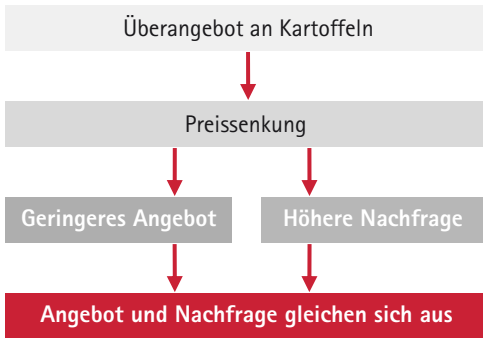 Überangebot an Kartoffeln
Preissenkung
Geringeres Angebot
Höhere Nachfrage
Angebot und Nachfrage gleichen sich aus